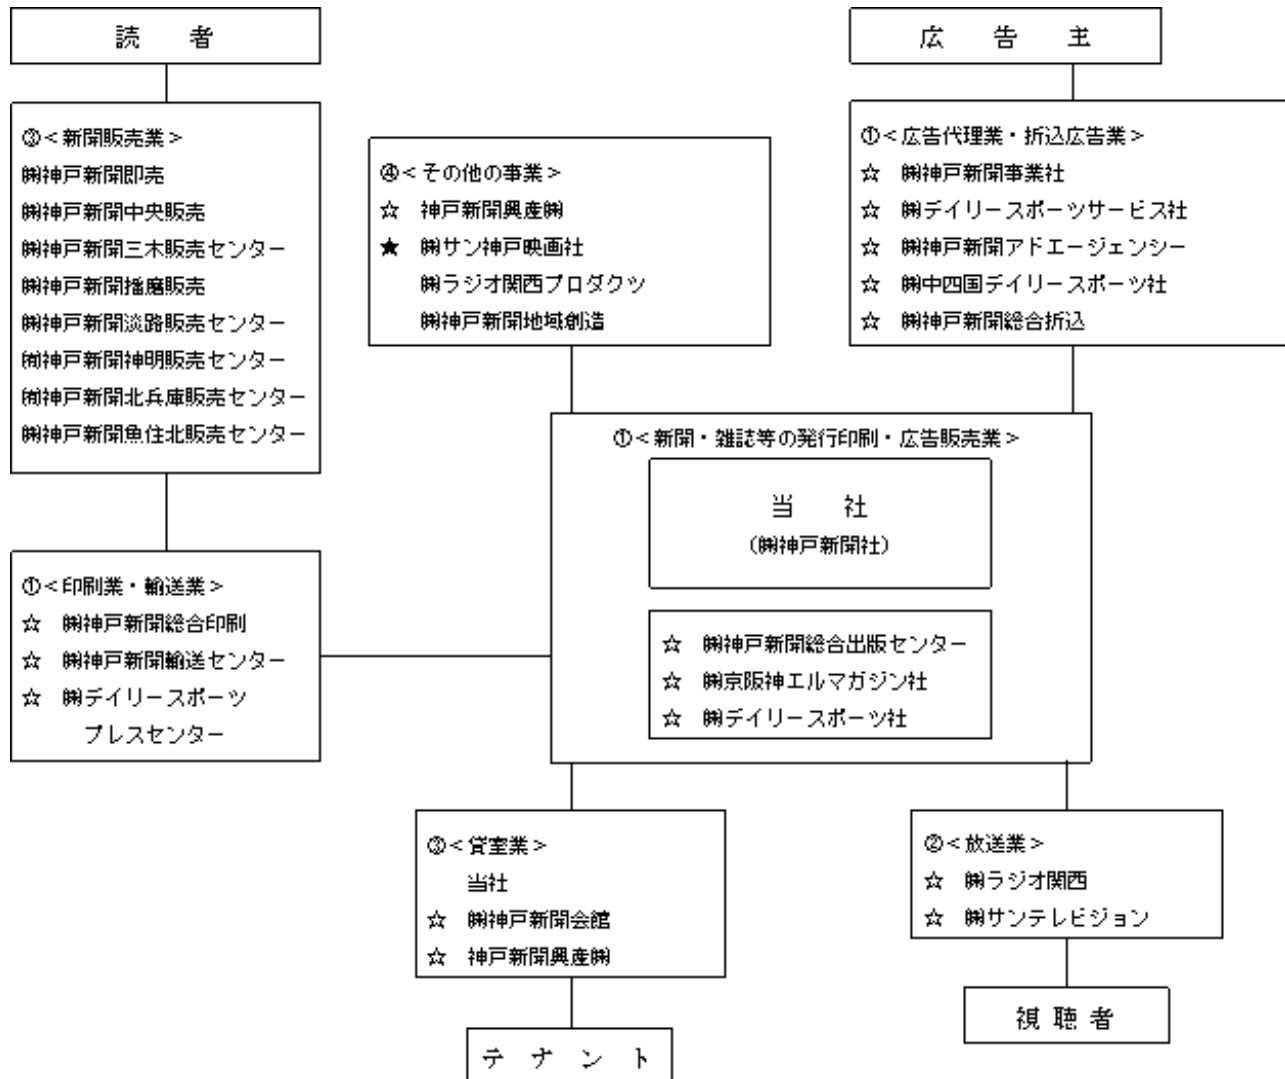 読者
③<新聞販売業>
㈱神戸新聞即売
㈱神戸新聞中央販売
㈱神戸新聞三木販売センター
㈱神戸新聞播磨販売
㈱神戸新聞淡路販売センター
㈲神戸新聞神明販売センター
㈲神戸新聞北兵庫販売センター
㈱神戸新聞魚住北販売センター
①<印刷業・輸送業>
☆ ㈱神戸新聞総合印刷
☆ ㈱神戸新聞輸送センター
☆ ㈱デイリースポーツ
プレスセンター
④<その他の事業>
☆ 神戸新聞興産㈱
★ ㈱サン神戸映画社
㈱ラジオ関西プロダクツ
㈱神戸新聞地域創造
広告主
①<広告代理業・折込広告業>
☆ ㈱神戸新聞事業社
☆ ㈱デイリースポーツサービス社
☆ ㈱神戸新聞アドエージェンシー
☆ ㈱中四国デイリースポーツ社
☆ ㈱神戸新聞総合折込
①<新聞・雑誌等の発行印刷・広告販売業>
当社
(㈱神戸新聞社)
☆ ㈱神戸新聞総合出版センター
☆ ㈱京阪神エルマガジン社
☆ ㈱デイリースポーツ社
③<貸室業>
当社
☆ ㈱神戸新聞会館
☆ 神戸新聞興産㈱
テナント
②<放送業>
☆ ㈱ラジオ関西
☆ ㈱サンテレビジョン
視聴者